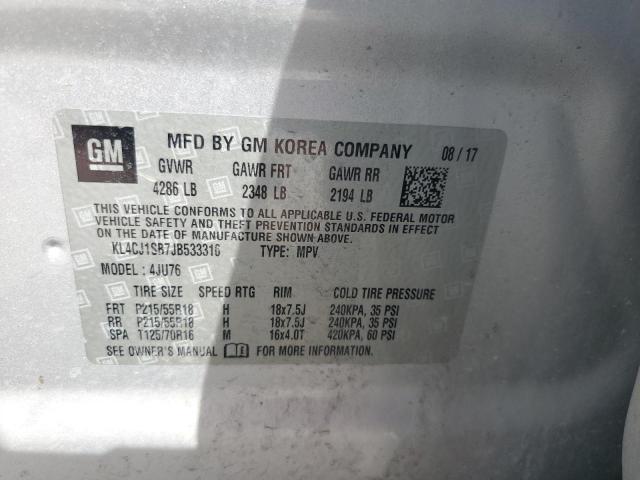 GM MFD BY GM KOREA COMPANY 08 / 17
GVWR GAWR FRT GAWR RR
4286 LB 2348 LB 2194 LB
THIS VEHICLE CONFORMS TO ALL APPLICABLE U.S. FEDERAL MOTOR
VEHICLE SAFETY AND THEFT PREVENTION STANDARDS IN EFFECT
ON THE DATE OF MANUFACTURE SHOWN ABOVE.
KL4CJ1SB7JB533316 TYPE: MPV
MODEL: 4JU76
TIRE SIZE SPEED RTG RIM COLD TIRE PRESSURE
FRT P215/55R18 H 18x7.5J 240KPA, 35 PSI
RR P215/55R18 H 18x7.5J 240KPA, 35 PSI
SPA T125/70R16 M 16x4.0T 420KPA, 60 PSI
SEE OWNER'S MANUAL FOR MORE INFORMATION.